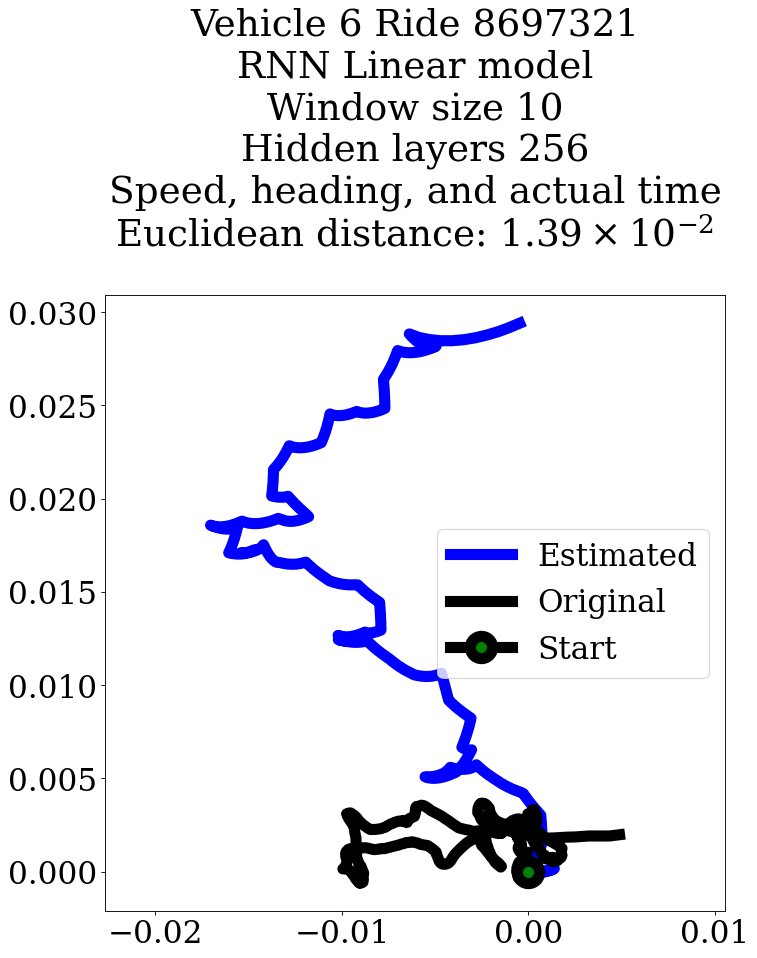 Vehicle 6 Ride 8697321
RNN Linear model
Window size 10
Hidden layers 256
Speed, heading, and actual time
Euclidean distance: 1.39 × 10⁻²
0.030
0.025
0.020
0.015
0.010
0.005
0.000
Estimated
Original
Start
−0.02 −0.01 0.00 0.01